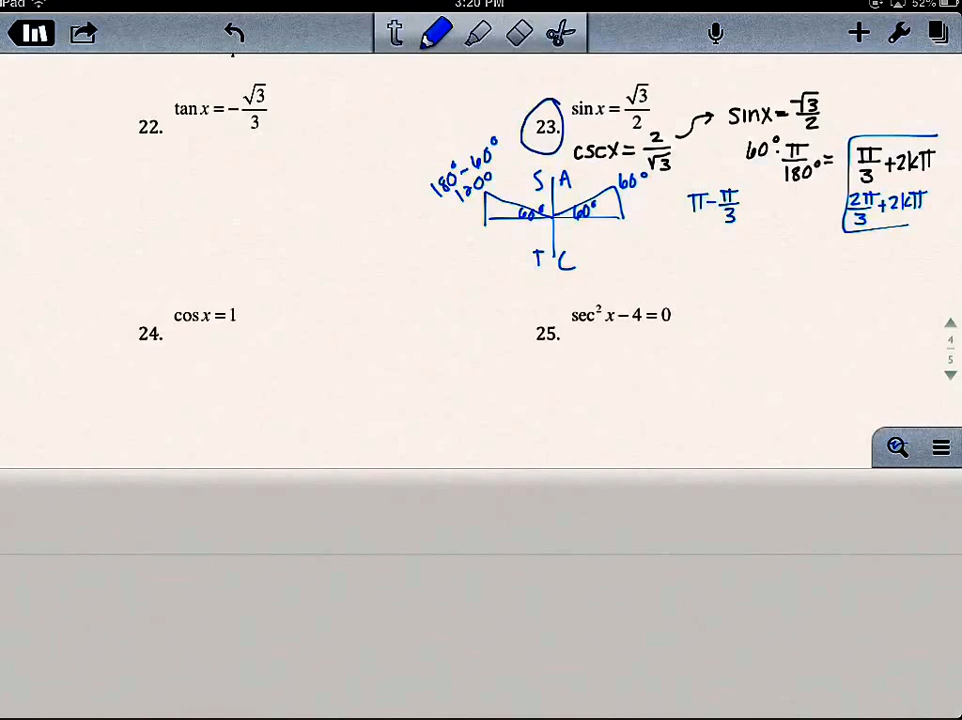 iPad
3:20 PM
52%
t
22. tan x = −√3/3
23. sin x = √3/2
csc x = 2/√3
sin x = √3/2
60° · π/180° =
π/3 + 2kπ
2π/3 + 2kπ
π − π/3
180° − 60°
120°
S A
60°
60° 60°
T C
24. cos x = 1
25. sec² x − 4 = 0
4
5